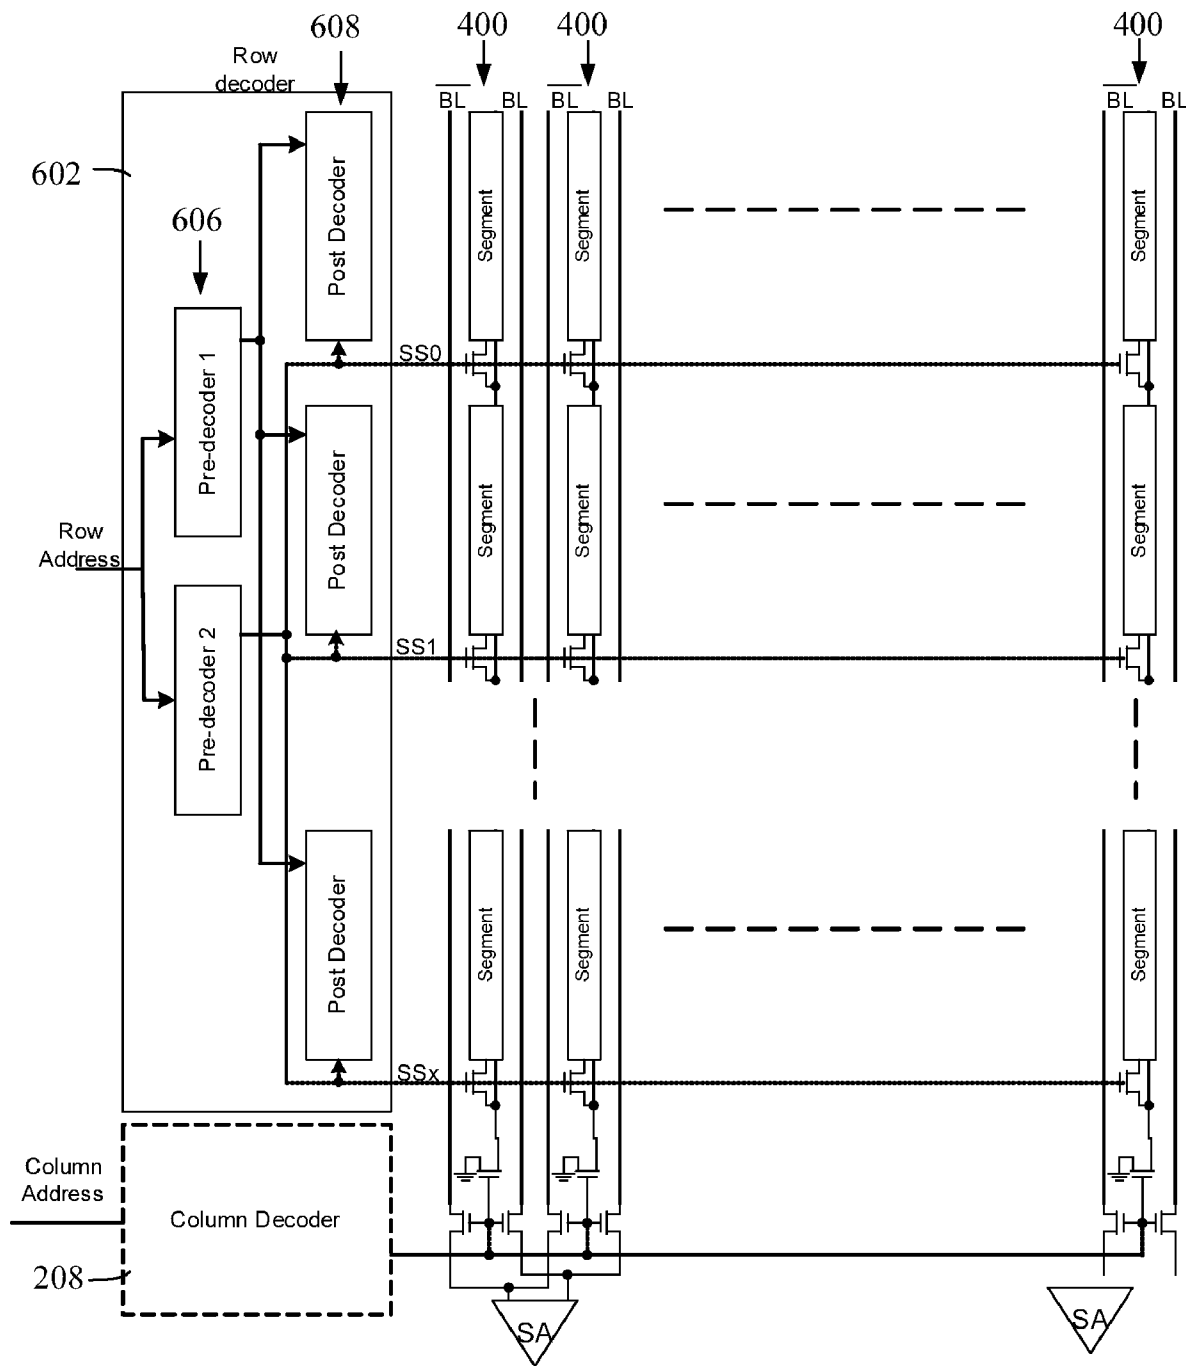 608
400
400
400
Row
decoder
BL
BL
BL
BL
BL
BL
602
606
Post Decoder
Segment
Segment
Segment
Pre-decoder 1
SS0
Post Decoder
Segment
Segment
Segment
Row
Address
Pre-decoder 2
SS1
Post Decoder
Segment
Segment
Segment
SSx
Column
Address
Column Decoder
208
SA
SA